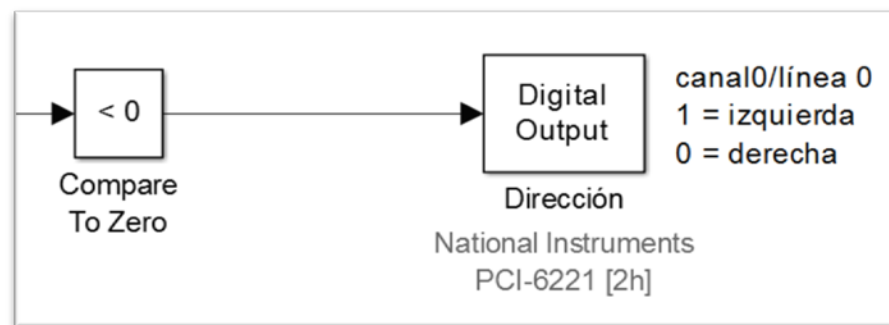 < 0
Compare
To Zero
Digital
Output
Dirección
National Instruments
PCI-6221 [2h]
canal0/línea 0
1 = izquierda
0 = derecha